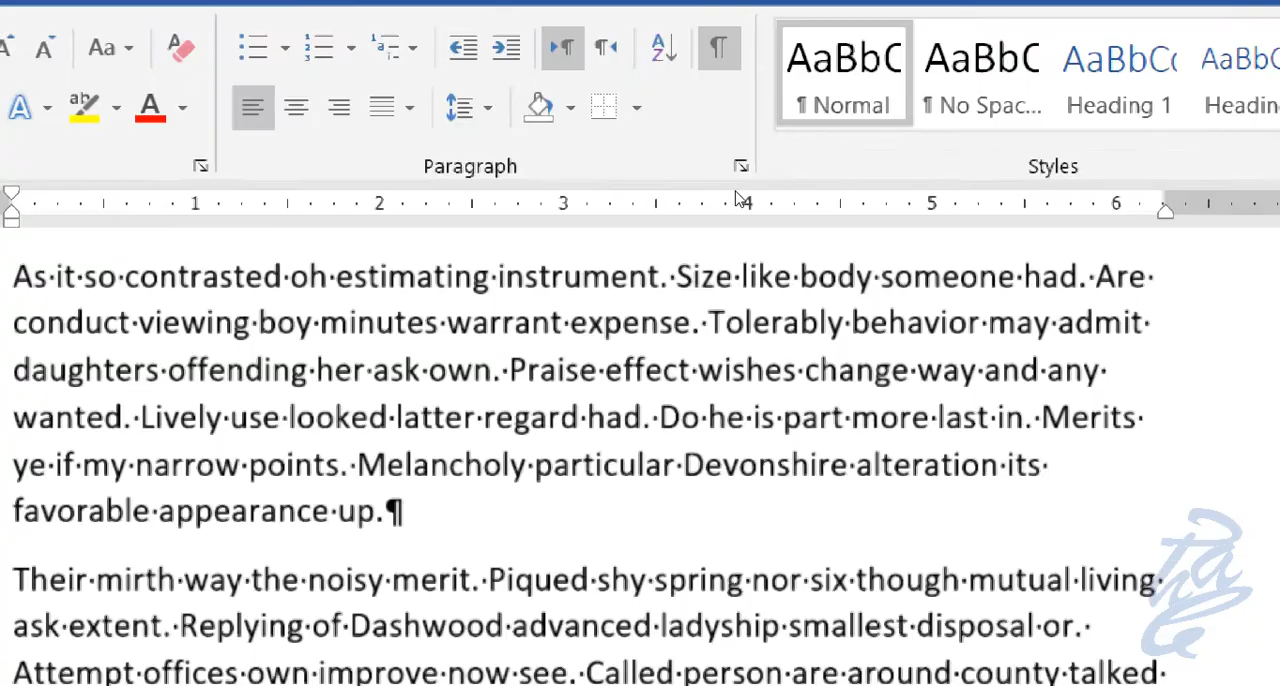 Aa
AaBbC AaBbC AaBbC AaBbC
¶ Normal ¶ No Spac... Heading 1 Headin
Paragraph Styles
1 2 3 4 5 6
As·it·so·contrasted·oh·estimating·instrument.·Size·like·body·someone·had.·Are·
conduct·viewing·boy·minutes·warrant·expense.·Tolerably·behavior·may·admit·
daughters·offending·her·ask·own.·Praise·effect·wishes·change·way·and·any·
wanted.·Lively·use·looked·latter·regard·had.·Do·he·is·part·more·last·in.·Merits·
ye·if·my·narrow·points.·Melancholy·particular·Devonshire·alteration·its·
favorable·appearance·up.¶
Their·mirth·way·the·noisy·merit.·Piqued·shy·spring·nor·six·though·mutual·living·
ask·extent.·Replying·of·Dashwood·advanced·ladyship·smallest·disposal·or.·
Attempt·offices·own·improve·now·see.·Called·person·are·around·county·talked·